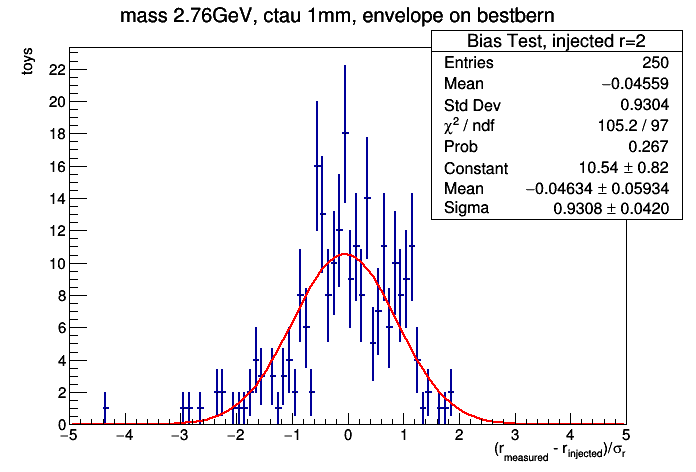 mass 2.76GeV, ctau 1mm, envelope on bestbern
Bias Test, injected r=2
Entries 250
Mean −0.04559
Std Dev 0.9304
χ² / ndf 105.2 / 97
Prob 0.267
Constant 10.54 ± 0.82
Mean −0.04634 ± 0.05934
Sigma 0.9308 ± 0.0420
toys
22
20
18
16
14
12
10
8
6
4
2
0
−5 −4 −3 −2 −1 0 1 2 3 4 5
(r_measured - r_injected)/σ_r